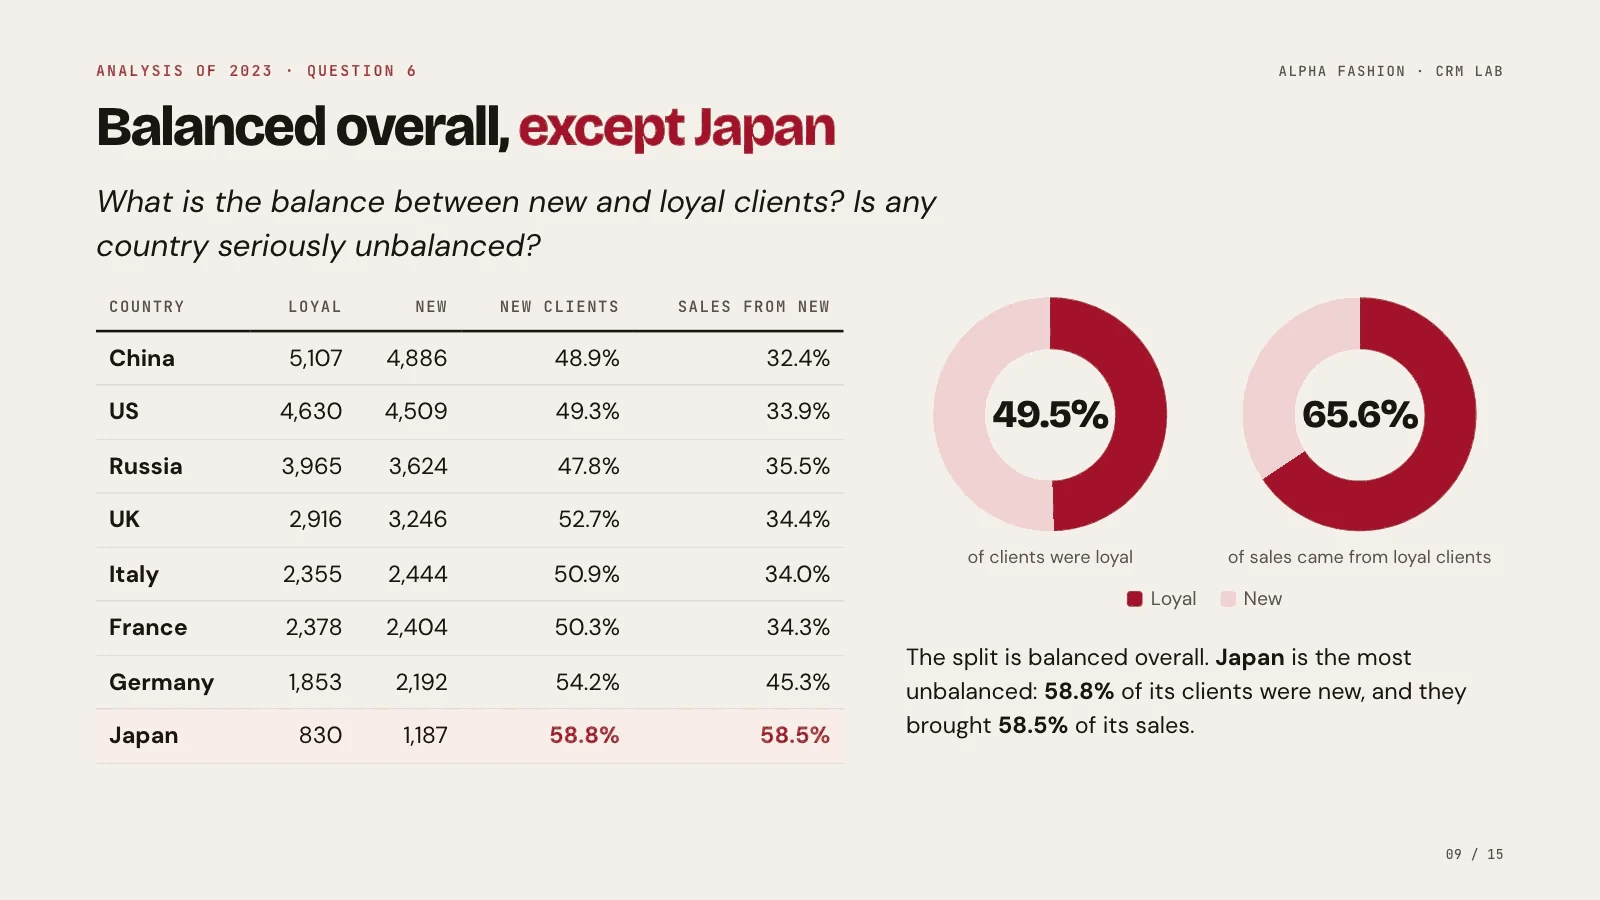 ANALYSIS OF 2023 · QUESTION 6
ALPHA FASHION · CRM LAB
Balanced overall, except Japan
What is the balance between new and loyal clients? Is any
country seriously unbalanced?
COUNTRY LOYAL NEW NEW CLIENTS SALES FROM NEW
China 5,107 4,886 48.9% 32.4%
US 4,630 4,509 49.3% 33.9%
Russia 3,965 3,624 47.8% 35.5%
UK 2,916 3,246 52.7% 34.4%
Italy 2,355 2,444 50.9% 34.0%
France 2,378 2,404 50.3% 34.3%
Germany 1,853 2,192 54.2% 45.3%
Japan 830 1,187 58.8% 58.5%
49.5%
of clients were loyal
65.6%
of sales came from loyal clients
Loyal New
The split is balanced overall. Japan is the most
unbalanced: 58.8% of its clients were new, and they
brought 58.5% of its sales.
09 / 15